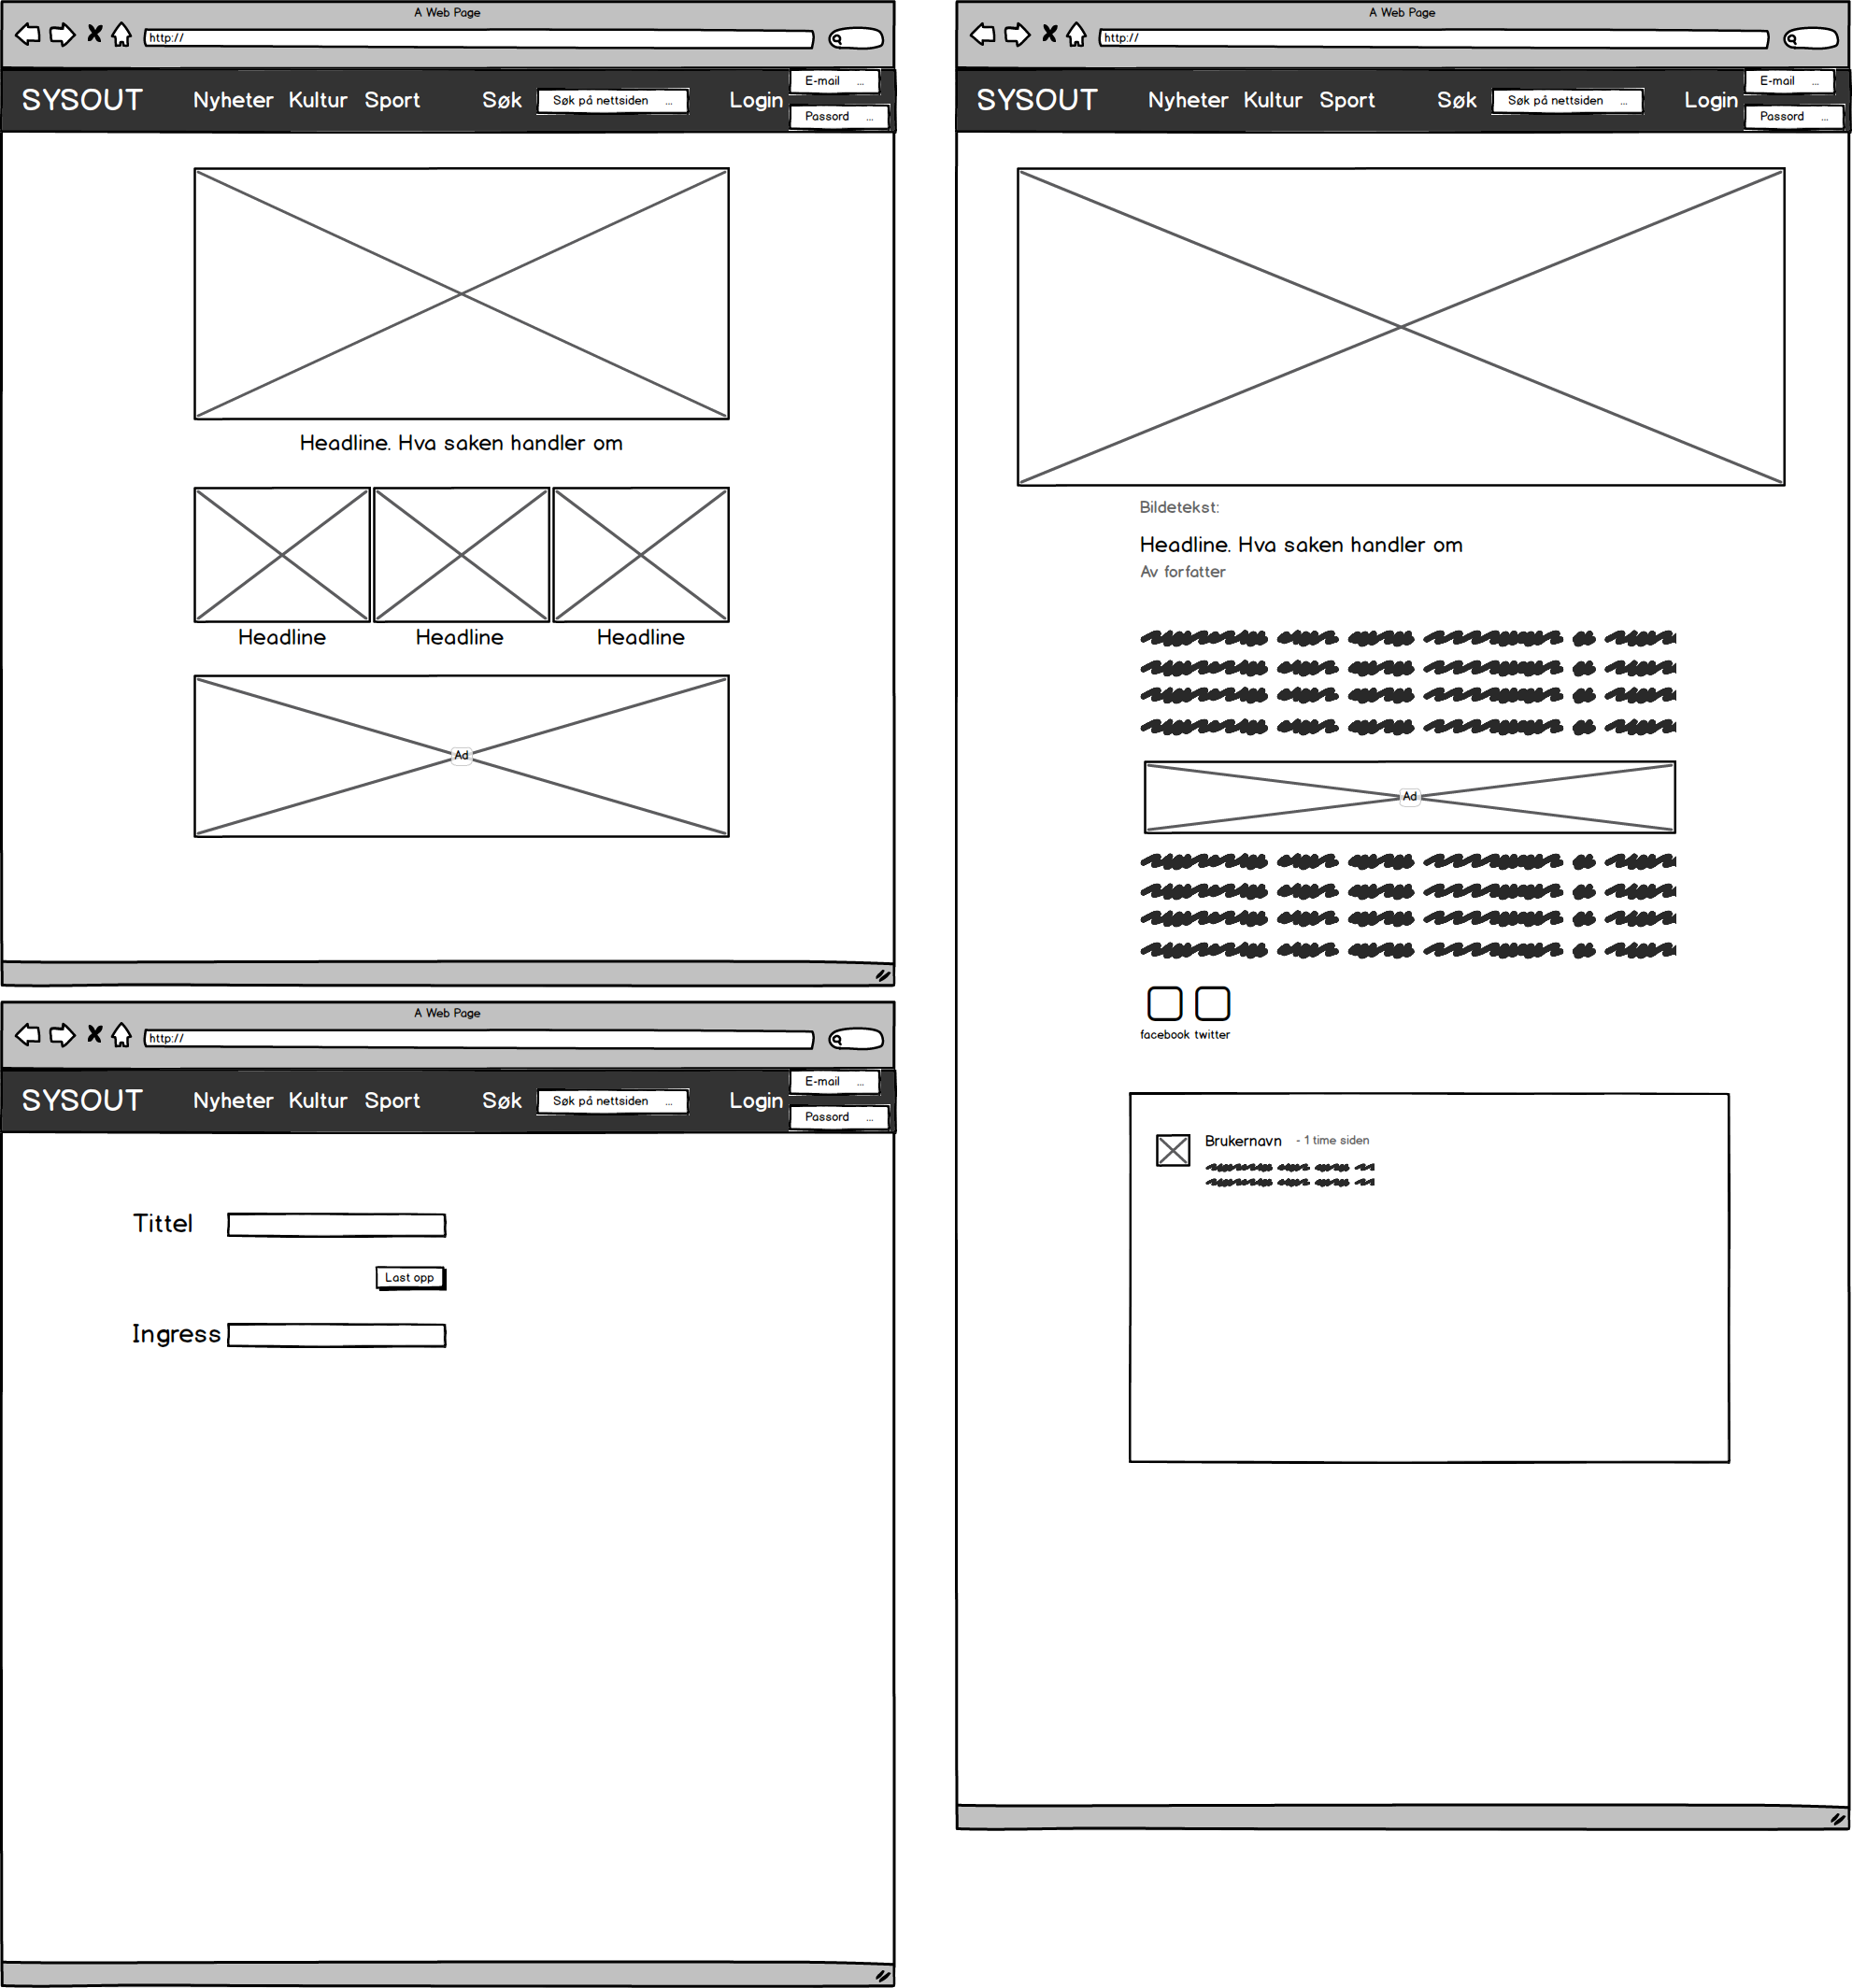 A Web Page
http://
SYSOUT Nyheter Kultur Sport Søk Søk på nettsiden ... Login E-mail ...
Passord ...
Headline. Hva saken handler om
Headline Headline Headline
Ad
A Web Page
http://
SYSOUT Nyheter Kultur Sport Søk Søk på nettsiden ... Login E-mail ...
Passord ...
Tittel
Last opp
Ingress
A Web Page
http://
SYSOUT Nyheter Kultur Sport Søk Søk på nettsiden ... Login E-mail ...
Passord ...
Bildetekst:
Headline. Hva saken handler om
Av forfatter
Ad
facebook twitter
Brukernavn - 1 time siden